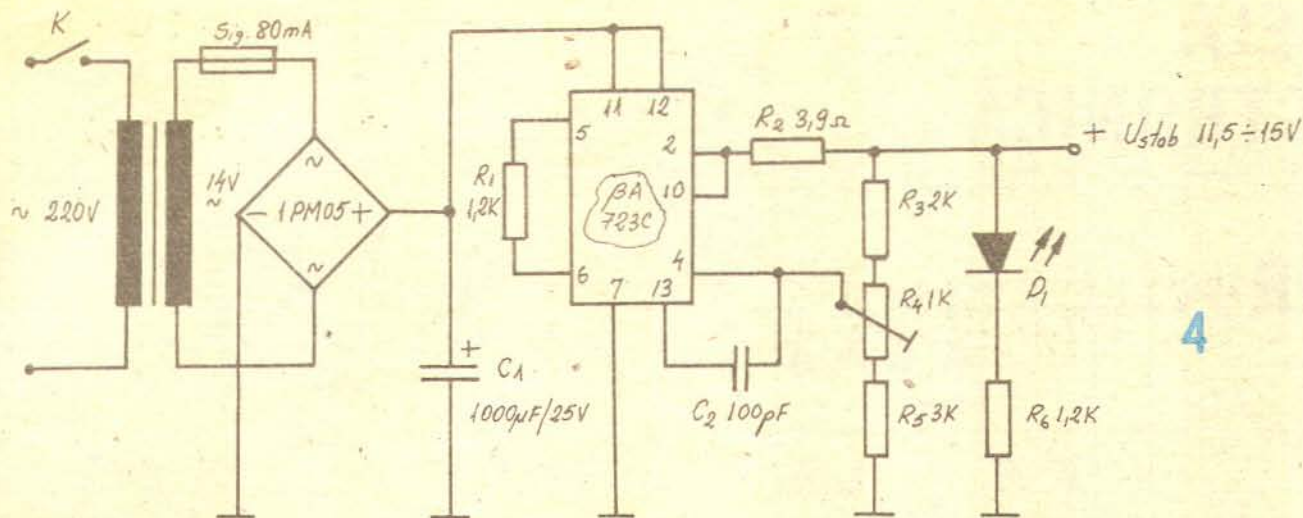 K
Sig. 80mA
~ 220V
14V
~
~
- 1PM05 +
~
+
C1
1000µF/25V
R1
1,2K
11 12
5
2
βA
723C
10
6
4
7 13
R2 3,9Ω
C2 100pF
R3 2K
R4 1K
R5 3K
+ Ustab 11,5÷15V
D1
R6 1,2K
4